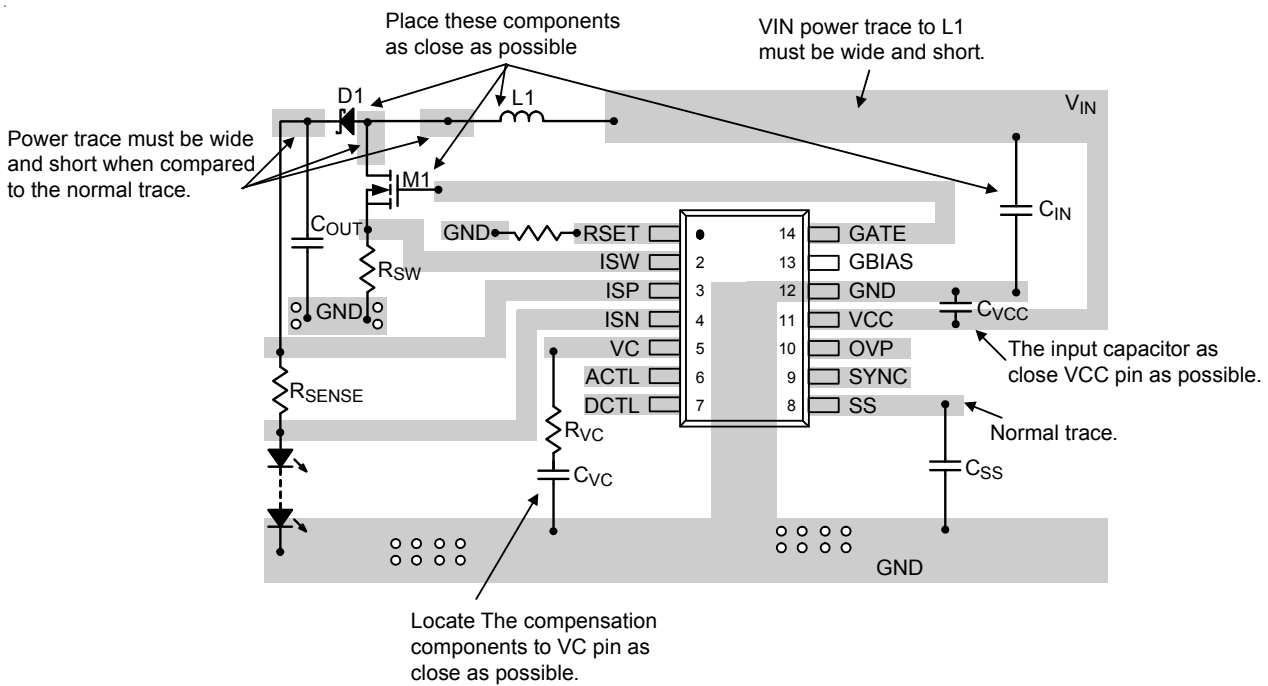 Place these components
as close as possible
VIN power trace to L1
must be wide and short.
D1
L1
VIN
Power trace must be wide
and short when compared
to the normal trace.
M1
CIN
COUT
GND
RSET
14
GATE
RSW
ISW
2
13
GBIAS
ISP
3
12
GND
CVCC
GND
ISN
4
11
VCC
VC
5
10
OVP
The input capacitor as
close VCC pin as possible.
ACTL
6
9
SYNC
RSENSE
DCTL
7
8
SS
Normal trace.
RVC
CVC
CSS
GND
Locate The compensation
components to VC pin as
close as possible.